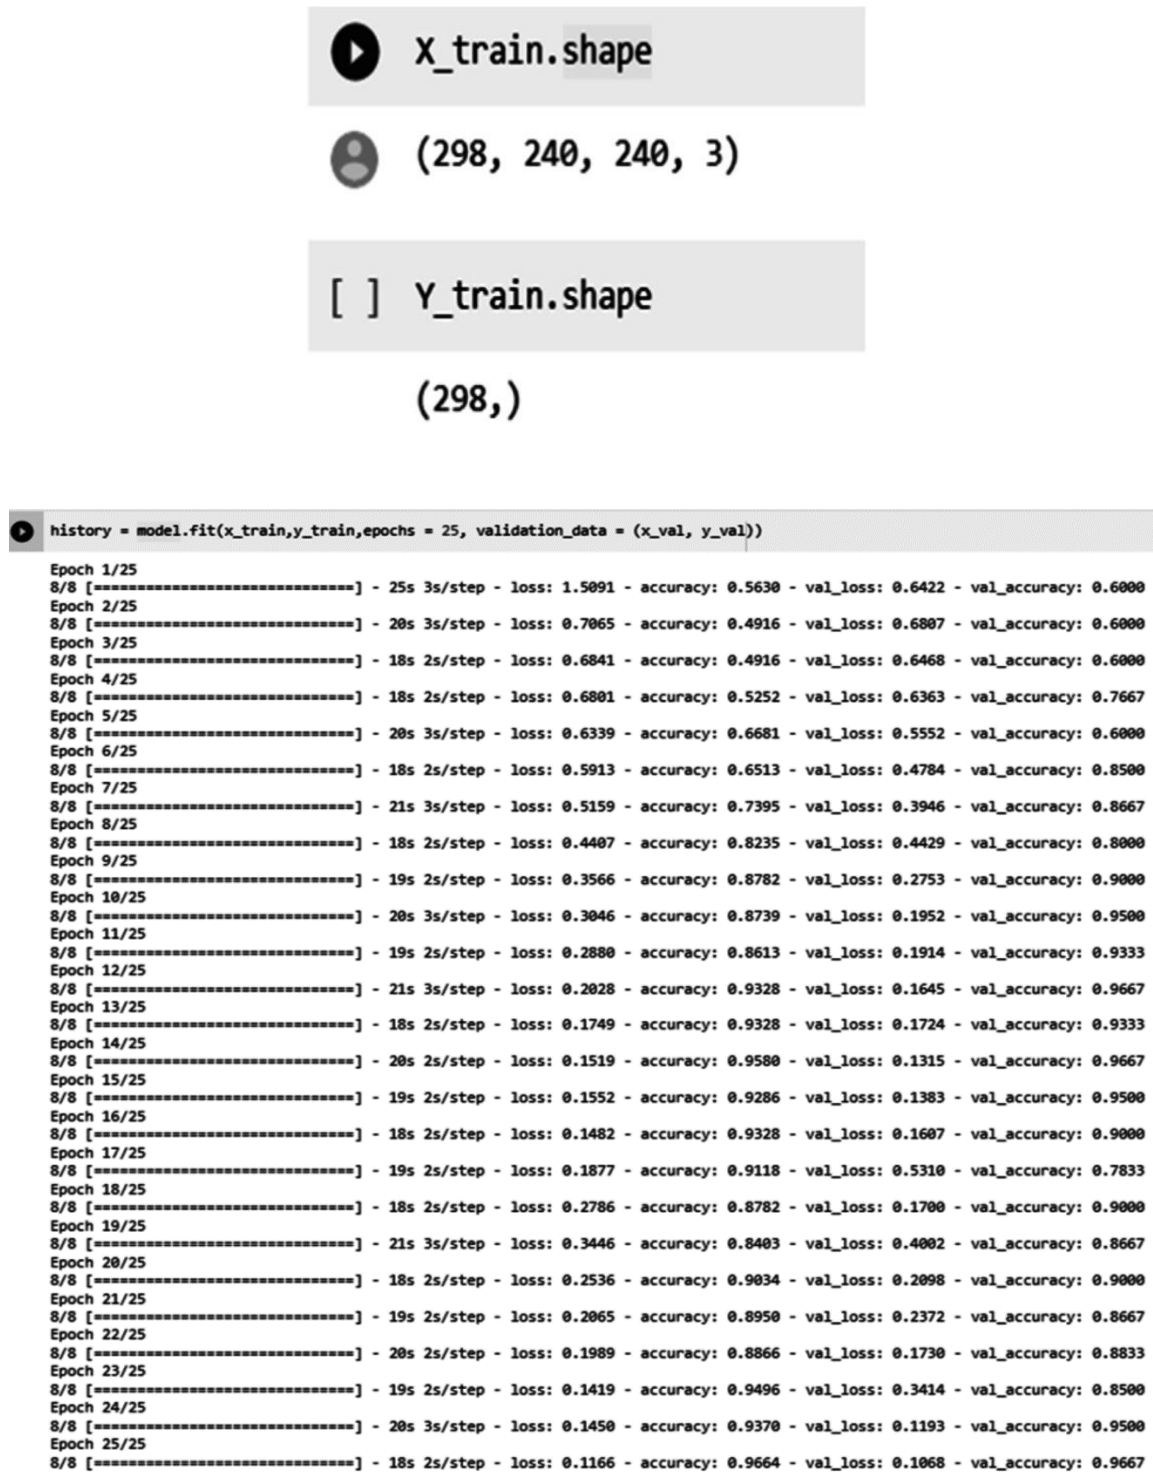 X_train.shape
(298, 240, 240, 3)
[ ] Y_train.shape
(298,)
history = model.fit(x_train,y_train,epochs = 25, validation_data = (x_val, y_val))
Epoch 1/25
8/8 [==============================] - 25s 3s/step - loss: 1.5091 - accuracy: 0.5630 - val_loss: 0.6422 - val_accuracy: 0.6000
Epoch 2/25
8/8 [==============================] - 20s 3s/step - loss: 0.7065 - accuracy: 0.4916 - val_loss: 0.6807 - val_accuracy: 0.6000
Epoch 3/25
8/8 [==============================] - 18s 2s/step - loss: 0.6841 - accuracy: 0.4916 - val_loss: 0.6468 - val_accuracy: 0.6000
Epoch 4/25
8/8 [==============================] - 18s 2s/step - loss: 0.6801 - accuracy: 0.5252 - val_loss: 0.6363 - val_accuracy: 0.7667
Epoch 5/25
8/8 [==============================] - 20s 3s/step - loss: 0.6339 - accuracy: 0.6681 - val_loss: 0.5552 - val_accuracy: 0.6000
Epoch 6/25
8/8 [==============================] - 18s 2s/step - loss: 0.5913 - accuracy: 0.6513 - val_loss: 0.4784 - val_accuracy: 0.8500
Epoch 7/25
8/8 [==============================] - 21s 3s/step - loss: 0.5159 - accuracy: 0.7395 - val_loss: 0.3946 - val_accuracy: 0.8667
Epoch 8/25
8/8 [==============================] - 18s 2s/step - loss: 0.4407 - accuracy: 0.8235 - val_loss: 0.4429 - val_accuracy: 0.8000
Epoch 9/25
8/8 [==============================] - 19s 2s/step - loss: 0.3566 - accuracy: 0.8782 - val_loss: 0.2753 - val_accuracy: 0.9000
Epoch 10/25
8/8 [==============================] - 20s 3s/step - loss: 0.3046 - accuracy: 0.8739 - val_loss: 0.1952 - val_accuracy: 0.9500
Epoch 11/25
8/8 [==============================] - 19s 2s/step - loss: 0.2880 - accuracy: 0.8613 - val_loss: 0.1914 - val_accuracy: 0.9333
Epoch 12/25
8/8 [==============================] - 21s 3s/step - loss: 0.2028 - accuracy: 0.9328 - val_loss: 0.1645 - val_accuracy: 0.9667
Epoch 13/25
8/8 [==============================] - 18s 2s/step - loss: 0.1749 - accuracy: 0.9328 - val_loss: 0.1724 - val_accuracy: 0.9333
Epoch 14/25
8/8 [==============================] - 20s 2s/step - loss: 0.1519 - accuracy: 0.9580 - val_loss: 0.1315 - val_accuracy: 0.9667
Epoch 15/25
8/8 [==============================] - 19s 2s/step - loss: 0.1552 - accuracy: 0.9286 - val_loss: 0.1383 - val_accuracy: 0.9500
Epoch 16/25
8/8 [==============================] - 18s 2s/step - loss: 0.1482 - accuracy: 0.9328 - val_loss: 0.1607 - val_accuracy: 0.9000
Epoch 17/25
8/8 [==============================] - 19s 2s/step - loss: 0.1877 - accuracy: 0.9118 - val_loss: 0.5310 - val_accuracy: 0.7833
Epoch 18/25
8/8 [==============================] - 18s 2s/step - loss: 0.2786 - accuracy: 0.8782 - val_loss: 0.1700 - val_accuracy: 0.9000
Epoch 19/25
8/8 [==============================] - 21s 3s/step - loss: 0.3446 - accuracy: 0.8403 - val_loss: 0.4002 - val_accuracy: 0.8667
Epoch 20/25
8/8 [==============================] - 18s 2s/step - loss: 0.2536 - accuracy: 0.9034 - val_loss: 0.2098 - val_accuracy: 0.9000
Epoch 21/25
8/8 [==============================] - 19s 2s/step - loss: 0.2065 - accuracy: 0.8950 - val_loss: 0.2372 - val_accuracy: 0.8667
Epoch 22/25
8/8 [==============================] - 20s 2s/step - loss: 0.1989 - accuracy: 0.8866 - val_loss: 0.1730 - val_accuracy: 0.8833
Epoch 23/25
8/8 [==============================] - 19s 2s/step - loss: 0.1419 - accuracy: 0.9496 - val_loss: 0.3414 - val_accuracy: 0.8500
Epoch 24/25
8/8 [==============================] - 20s 3s/step - loss: 0.1450 - accuracy: 0.9370 - val_loss: 0.1193 - val_accuracy: 0.9500
Epoch 25/25
8/8 [==============================] - 18s 2s/step - loss: 0.1166 - accuracy: 0.9664 - val_loss: 0.1068 - val_accuracy: 0.9667